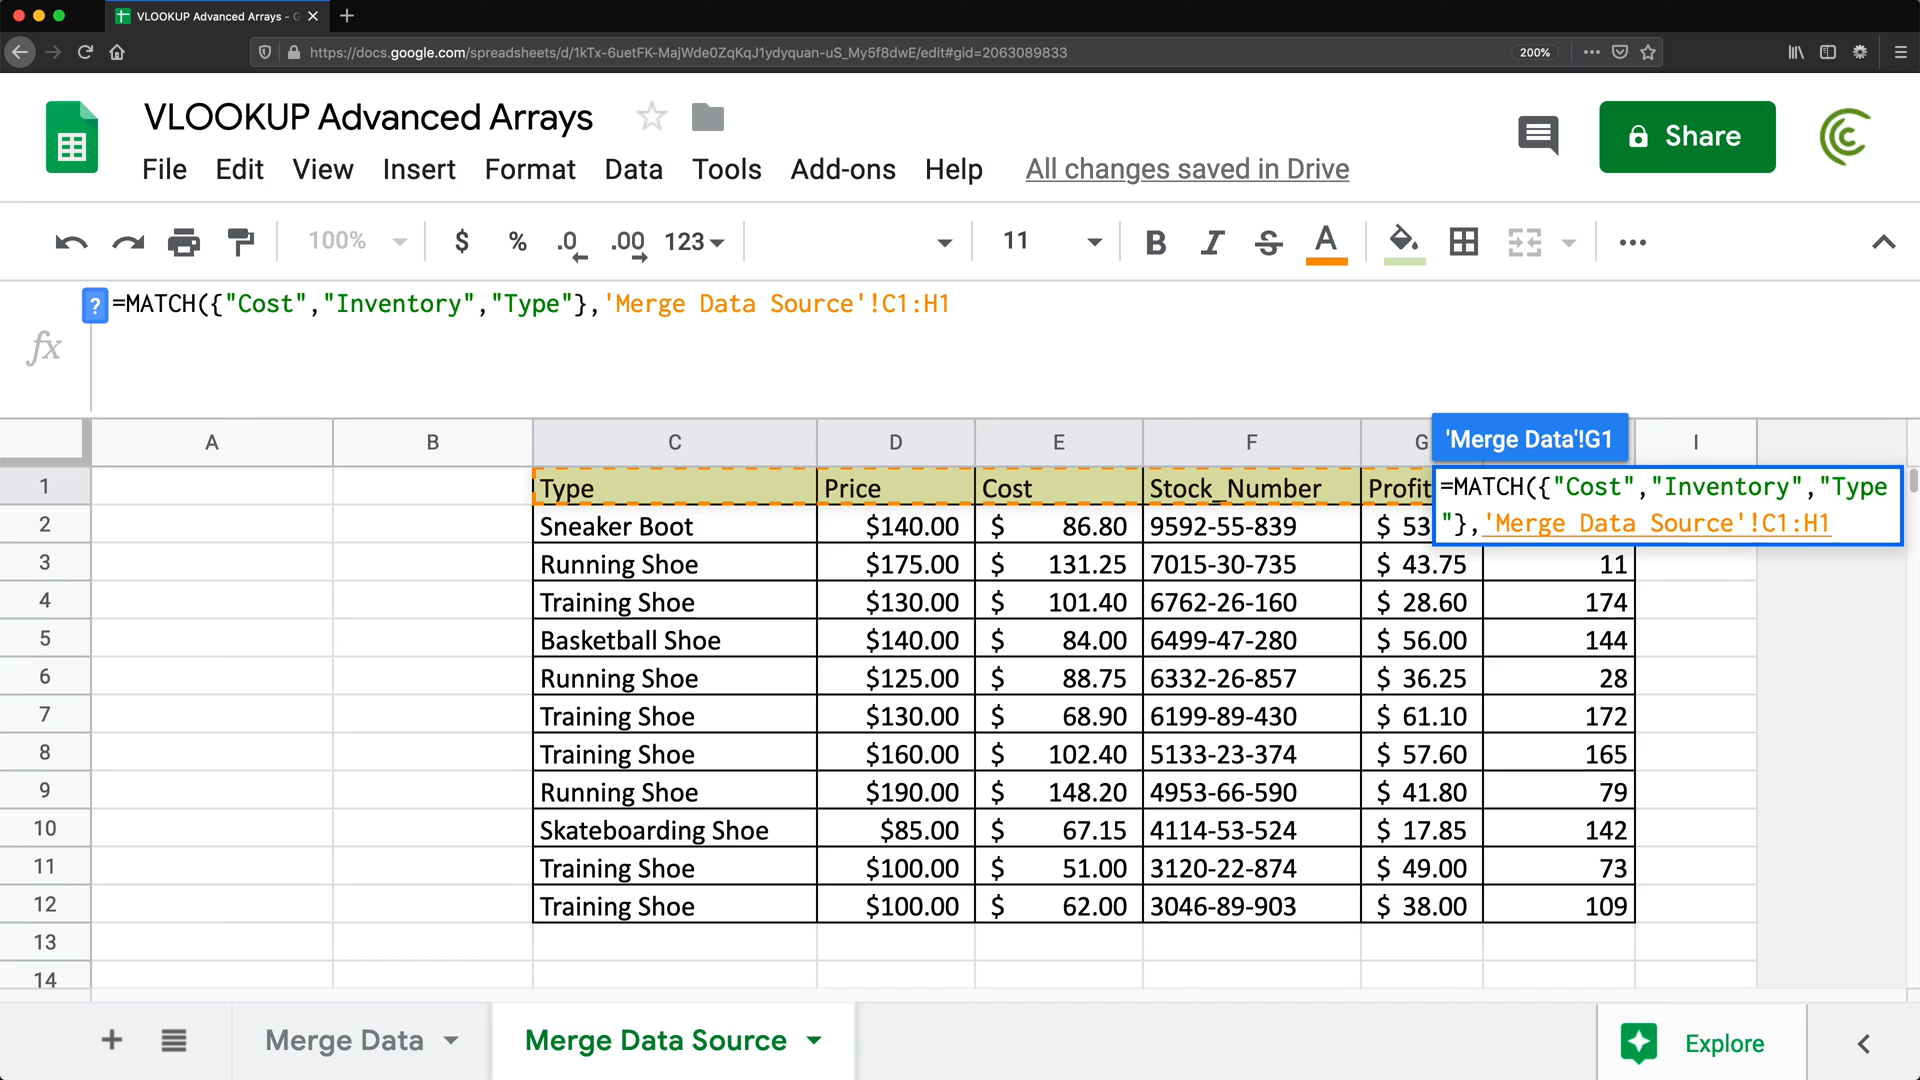 VLOOKUP Advanced Arrays - G
https://docs.google.com/spreadsheets/d/1kTx-6uetFK-MajWde0ZqKqJ1ydyquan-uS_My5f8dwE/edit#gid=2063089833 200%
VLOOKUP Advanced Arrays
Share
File Edit View Insert Format Data Tools Add-ons Help All changes saved in Drive
100% $ % .0 .00 123 11 B I S A
? =MATCH({"Cost","Inventory","Type"},'Merge Data Source'!C1:H1
fx
A B C D E F G I
'Merge Data'!G1
1 Type Price Cost Stock_Number Profit
=MATCH({"Cost","Inventory","Type
"},'Merge Data Source'!C1:H1
2 Sneaker Boot $140.00 $ 86.80 9592-55-839 $ 53
3 Running Shoe $175.00 $ 131.25 7015-30-735 $ 43.75 11
4 Training Shoe $130.00 $ 101.40 6762-26-160 $ 28.60 174
5 Basketball Shoe $140.00 $ 84.00 6499-47-280 $ 56.00 144
6 Running Shoe $125.00 $ 88.75 6332-26-857 $ 36.25 28
7 Training Shoe $130.00 $ 68.90 6199-89-430 $ 61.10 172
8 Training Shoe $160.00 $ 102.40 5133-23-374 $ 57.60 165
9 Running Shoe $190.00 $ 148.20 4953-66-590 $ 41.80 79
10 Skateboarding Shoe $85.00 $ 67.15 4114-53-524 $ 17.85 142
11 Training Shoe $100.00 $ 51.00 3120-22-874 $ 49.00 73
12 Training Shoe $100.00 $ 62.00 3046-89-903 $ 38.00 109
13
14
Merge Data Merge Data Source Explore